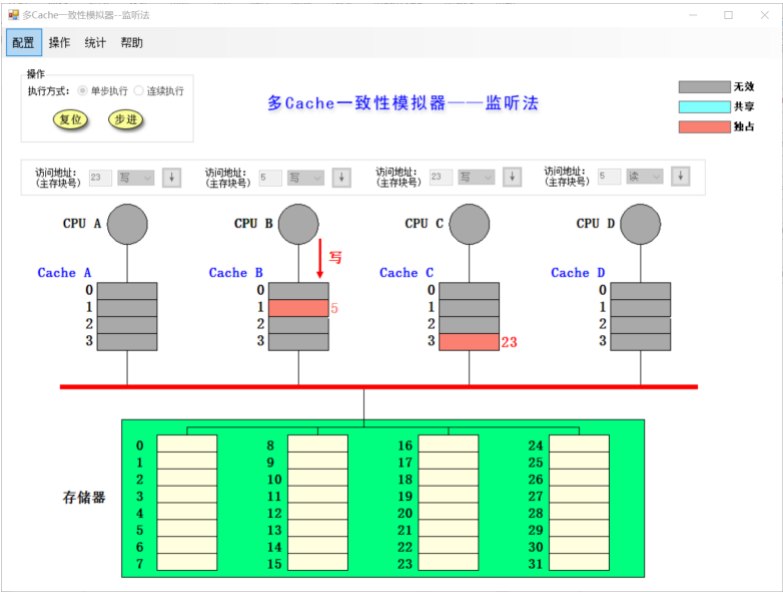 多Cache一致性模拟器--监听法
配置 操作 统计 帮助
操作
执行方式: 单步执行 连续执行
复位 步进
多Cache一致性模拟器——监听法
无效
共享
独占
访问地址: (主存块号) 23 写 ↓
访问地址: (主存块号) 5 写 ↓
访问地址: (主存块号) 23 写 ↓
访问地址: (主存块号) 5 读 ↓
CPU A CPU B CPU C CPU D
写
Cache A Cache B Cache C Cache D
0 0 0 0
1 1 5 1 1
2 2 2 2
3 3 3 23 3
存储器
0 8 16 24
1 9 17 25
2 10 18 26
3 11 19 27
4 12 20 28
5 13 21 29
6 14 22 30
7 15 23 31